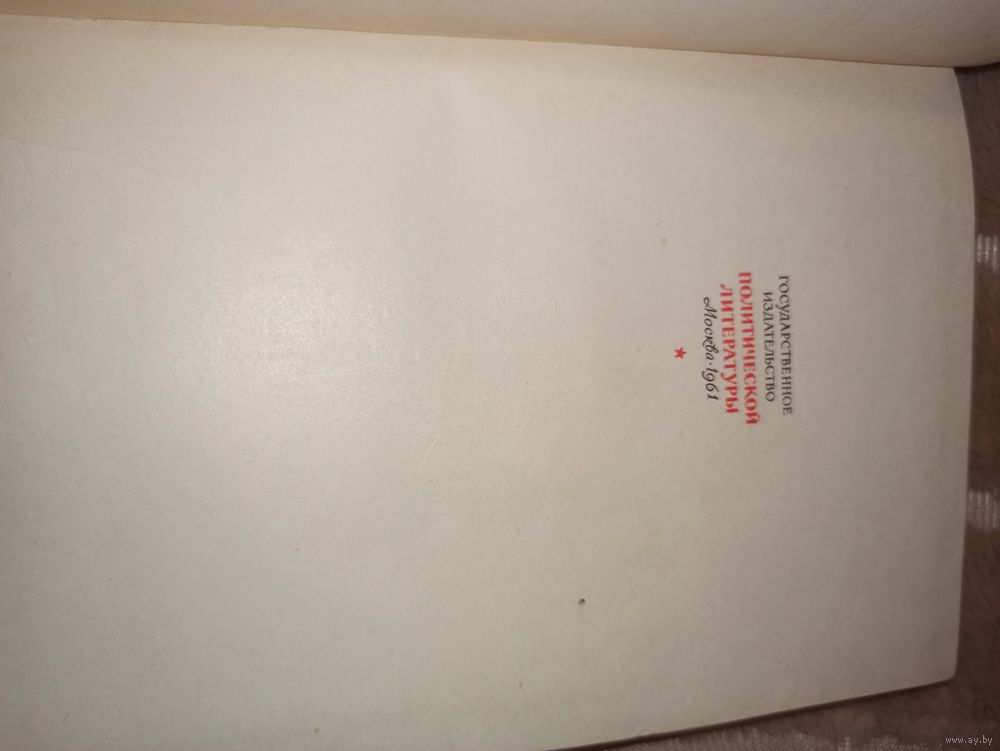 ГОСУДАРСТВЕННОЕ
ИЗДАТЕЛЬСТВО
ПОЛИТИЧЕСКОЙ
ЛИТЕРАТУРЫ
Москва·1961
www.ay.by